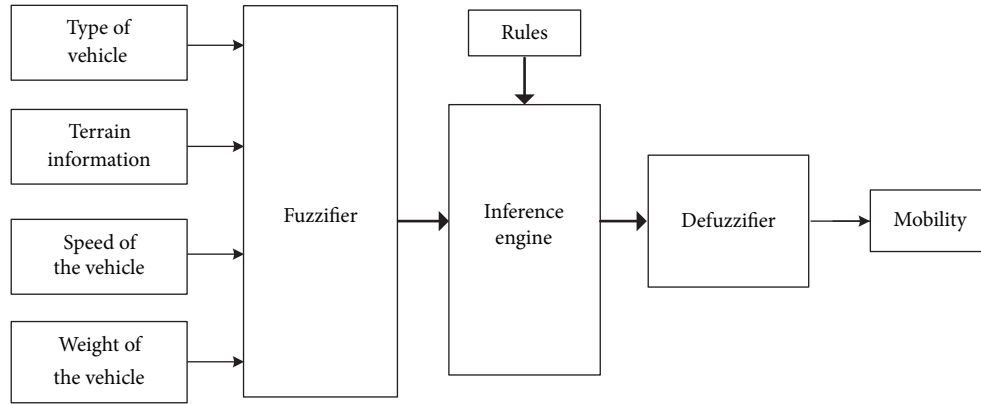 Type of
vehicle
Terrain
information
Speed of
the vehicle
Weight of
the vehicle
Fuzzifier
Rules
Inference
engine
Defuzzifier
Mobility